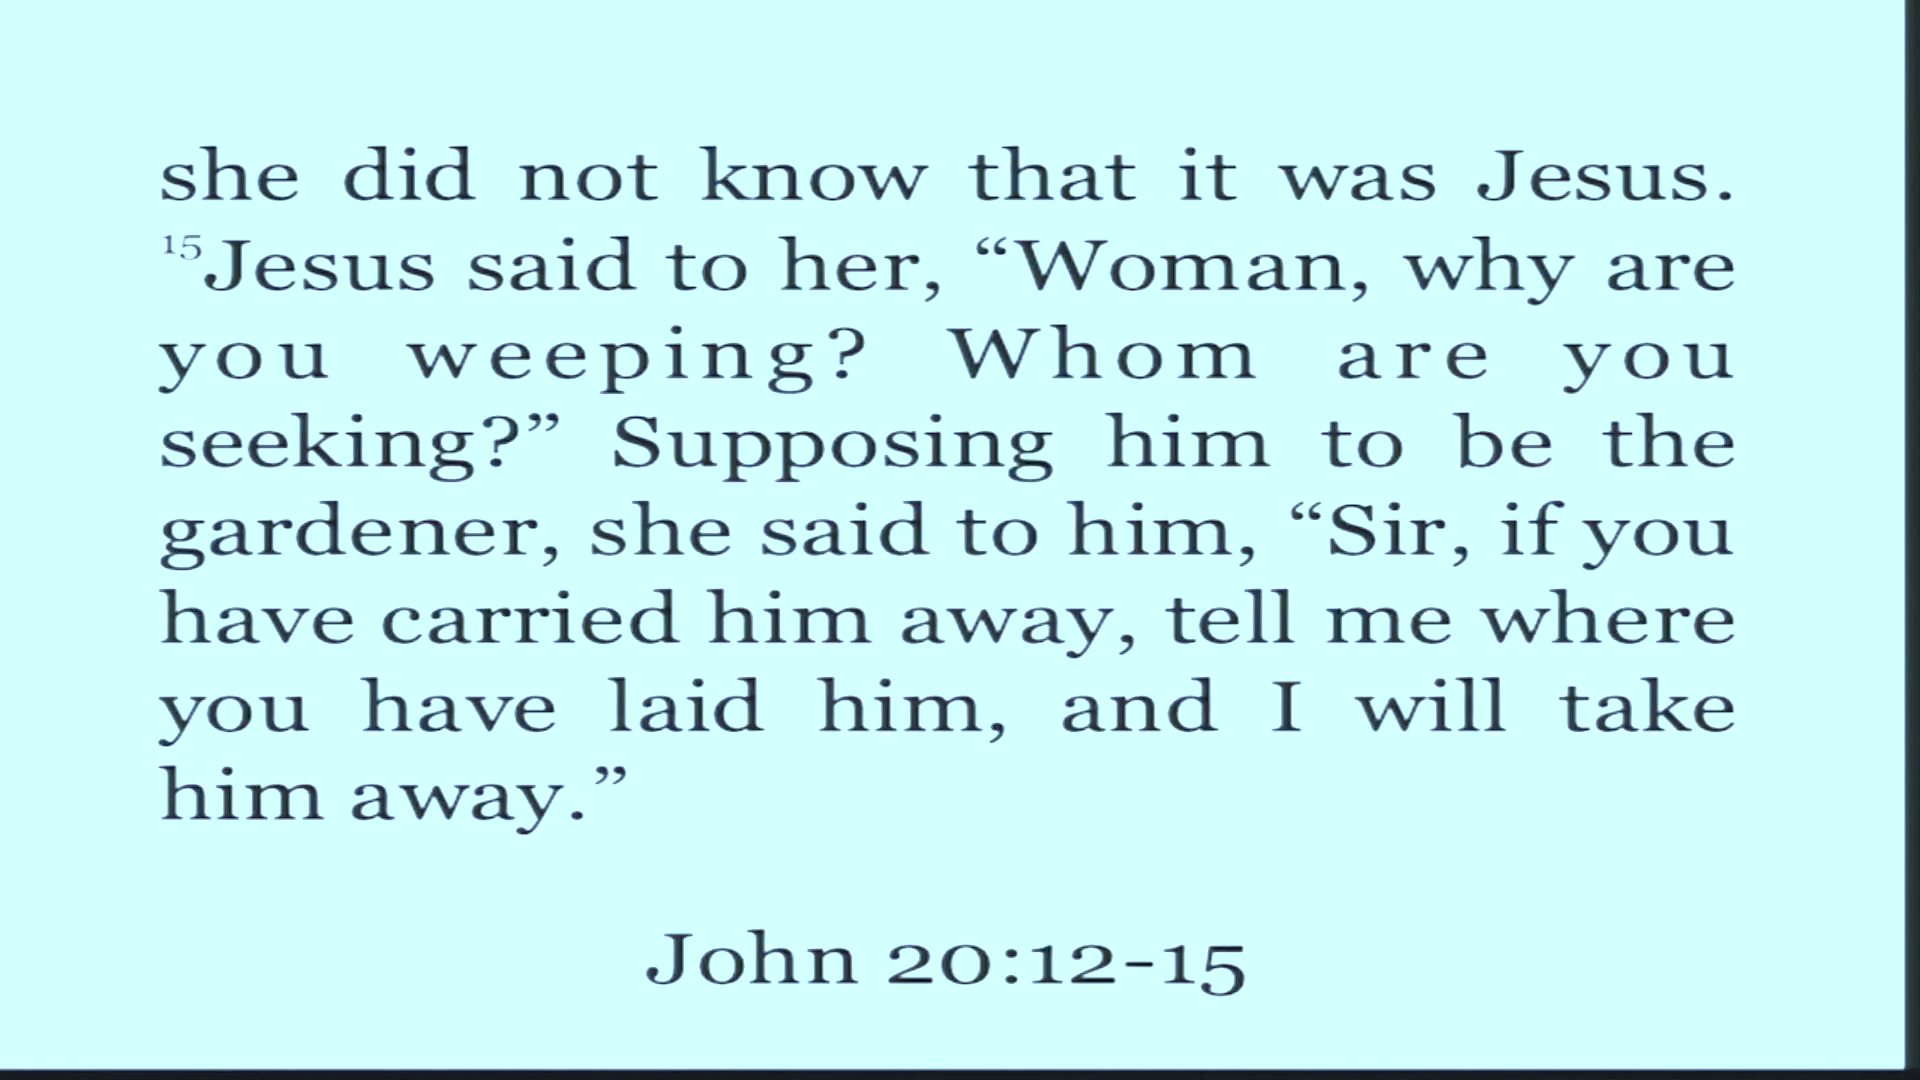 she did not know that it was Jesus.
¹⁵Jesus said to her, “Woman, why are
you weeping? Whom are you
seeking?” Supposing him to be the
gardener, she said to him, “Sir, if you
have carried him away, tell me where
you have laid him, and I will take
him away.”
John 20:12-15